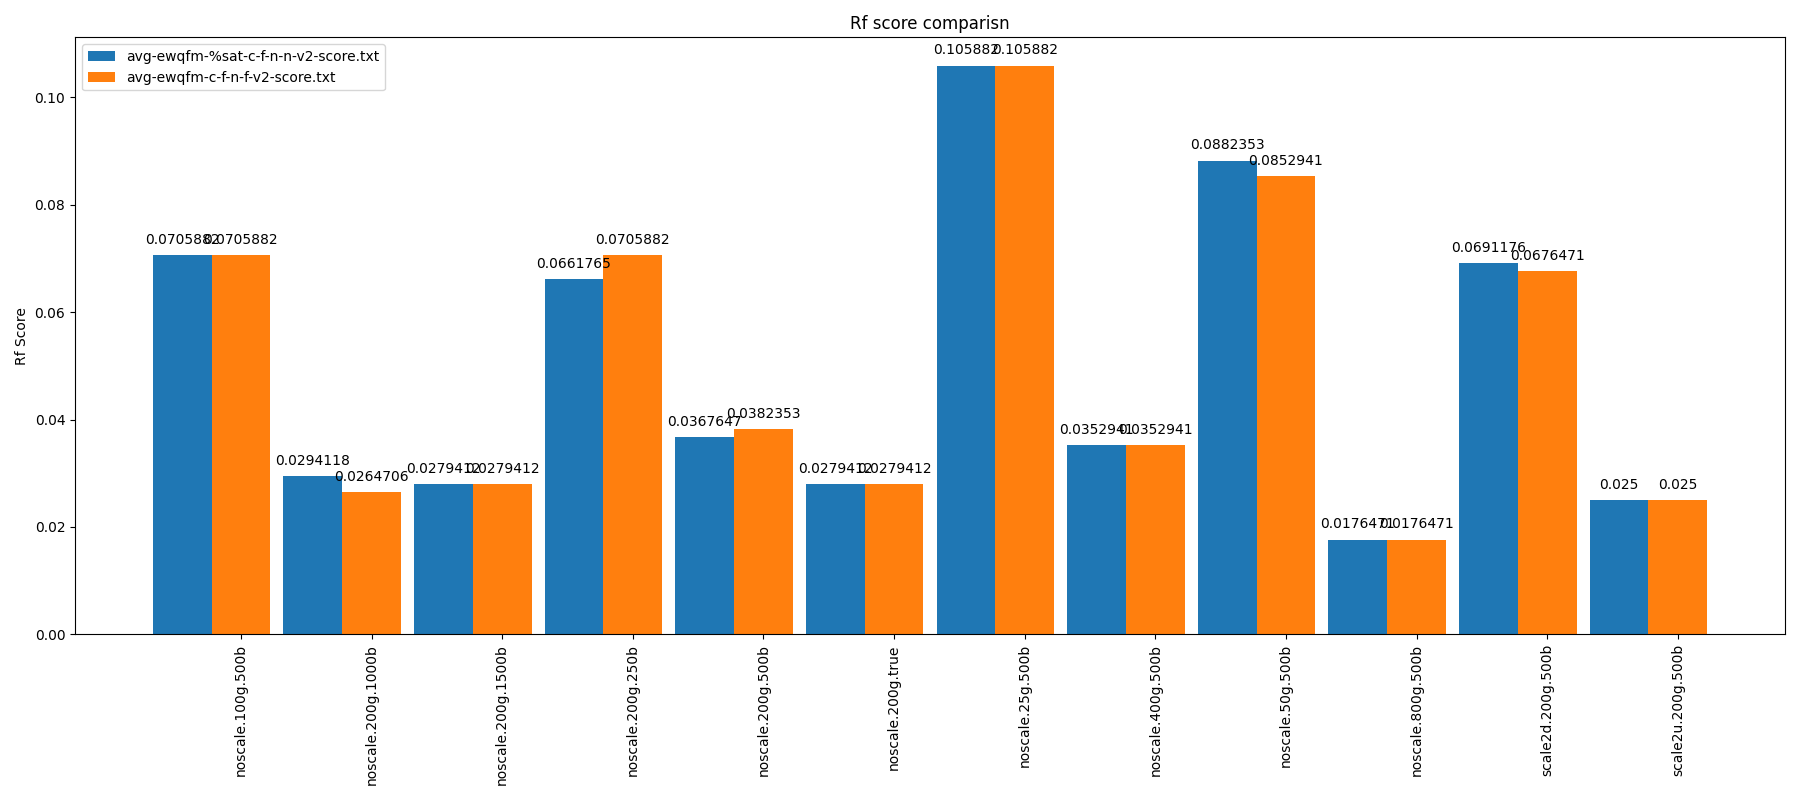 Rf score comparisn
avg-ewqfm-%sat-c-f-n-n-v2-score.txt
avg-ewqfm-c-f-n-f-v2-score.txt
Rf Score
0.10
0.08
0.06
0.04
0.02
0.00
0.0705882
0.0705882
0.0294118
0.0264706
0.0279412
0.0279412
0.0661765
0.0705882
0.0367647
0.0382353
0.0279412
0.0279412
0.105882
0.105882
0.0352941
0.0352941
0.0882353
0.0852941
0.0176471
0.0176471
0.0691176
0.0676471
0.025
0.025
noscale.100g.500b
noscale.200g.1000b
noscale.200g.1500b
noscale.200g.250b
noscale.200g.500b
noscale.200g.true
noscale.25g.500b
noscale.400g.500b
noscale.50g.500b
noscale.800g.500b
scale2d.200g.500b
scale2u.200g.500b